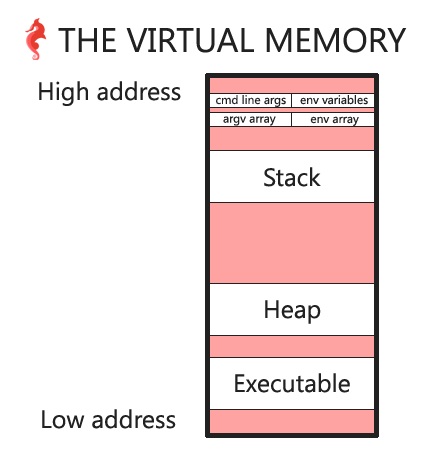 THE VIRTUAL MEMORY
High address
cmd line args env variables
argv array env array
Stack
Heap
Executable
Low address